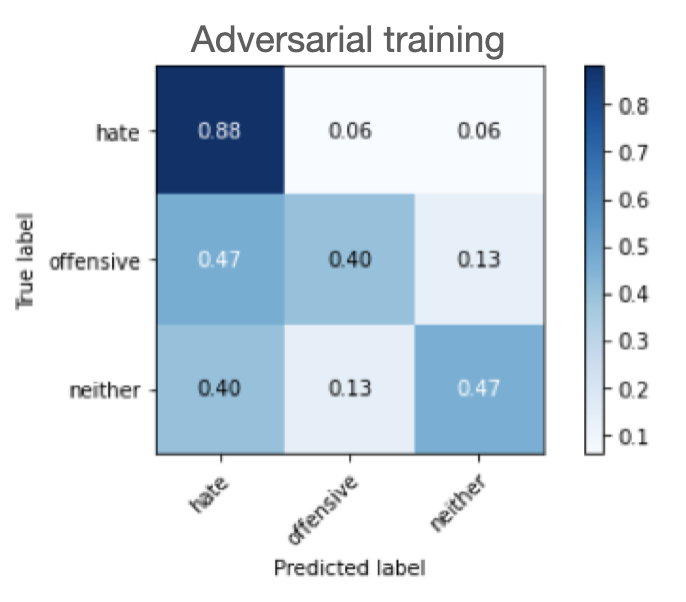 Adversarial training
hate
0.88 0.06 0.06
offensive
0.47 0.40 0.13
neither
0.40 0.13 0.47
True label
hate
offensive
neither
Predicted label
0.8
0.7
0.6
0.5
0.4
0.3
0.2
0.1